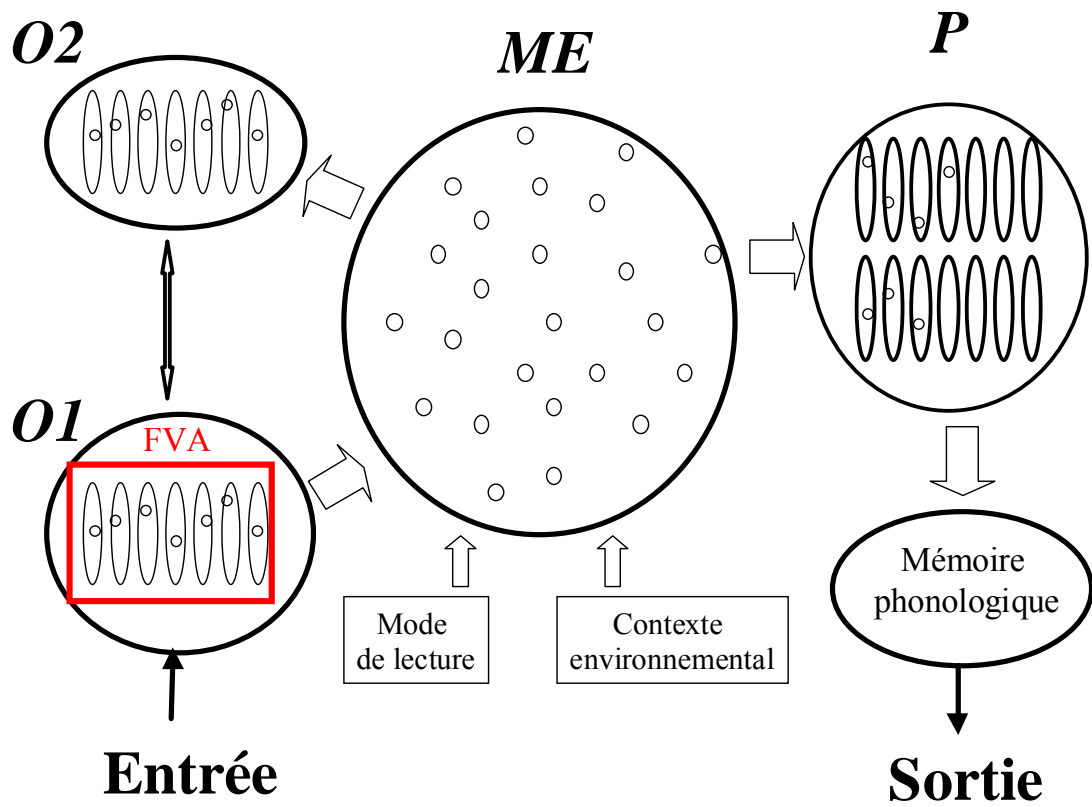 O2
ME
P
O1
FVA
Mode
de lecture
Contexte
environnemental
Mémoire
phonologique
Entrée
Sortie